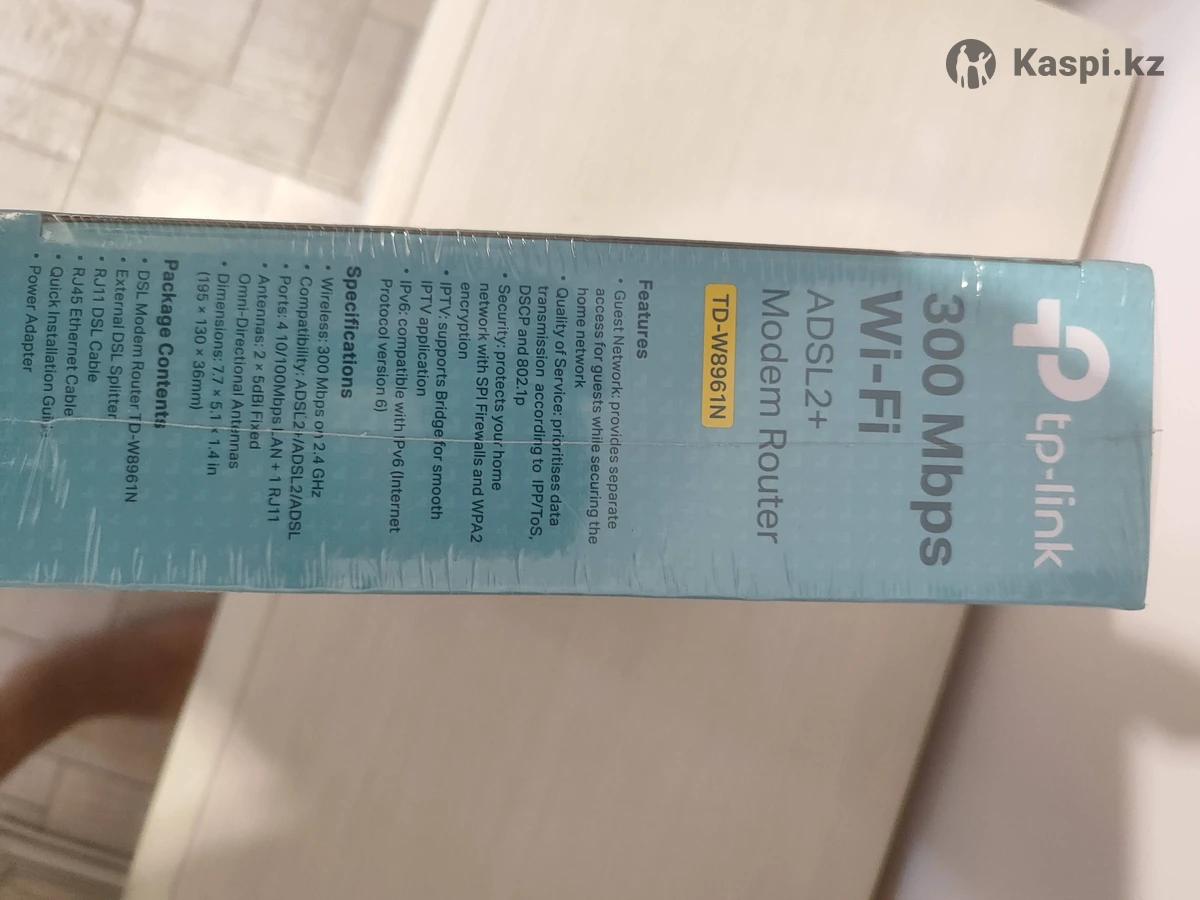 Kaspi.kz
tp-link
300 Mbps
Wi-Fi
ADSL2+
Modem Router
TD-W8961N
Features
• Guest Network: provides separate
access for guests while securing the
home network
• Quality of Service: prioritises data
transmission according to IPP/ToS,
DSCP and 802.1p
• Security: protects your home
network with SPI Firewalls and WPA2
encryption
• IPTV: supports Bridge for smooth
IPTV application
• IPv6: compatible with IPv6 (Internet
Protocol version 6)
Specifications
• Wireless: 300 Mbps on 2.4 GHz
• Compatibility: ADSL2+/ADSL2/ADSL
• Ports: 4 10/100Mbps LAN + 1 RJ11
• Antennas: 2 × 5dBi Fixed
Omni-Directional Antennas
• Dimensions: 7.7 × 5.1 × 1.4 in
(195 × 130 × 36mm)
Package Contents
• DSL Modem Router TD-W8961N
• External DSL Splitter
• RJ11 DSL Cable
• RJ45 Ethernet Cable
• Quick Installation Guide
• Power Adapter